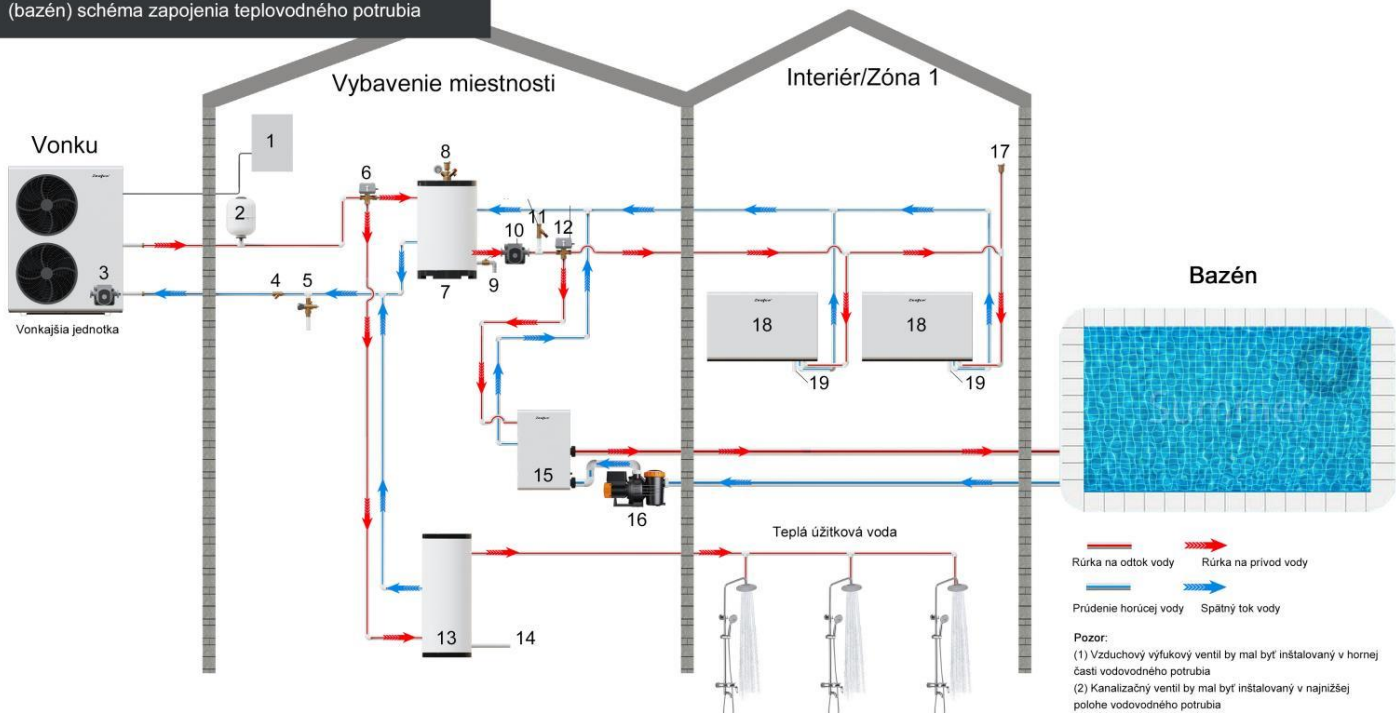 (bazén) schéma zapojenia teplovodného potrubia
Vybavenie miestnosti
Interiér/Zóna 1
Vonku
1
2
3
4
5
6
7
8
9
10
11
12
17
18
18
19
19
Vonkajšia jednotka
Bazén
Summer
15
16
13
14
Teplá úžitková voda
Rúrka na odtok vody
Rúrka na prívod vody
Prúdenie horúcej vody
Spätný tok vody
Pozor:
(1) Vzduchový výfukový ventil by mal byť inštalovaný v hornej
časti vodovodného potrubia
(2) Kanalizačný ventil by mal byť inštalovaný v najnižšej
polohe vodovodného potrubia